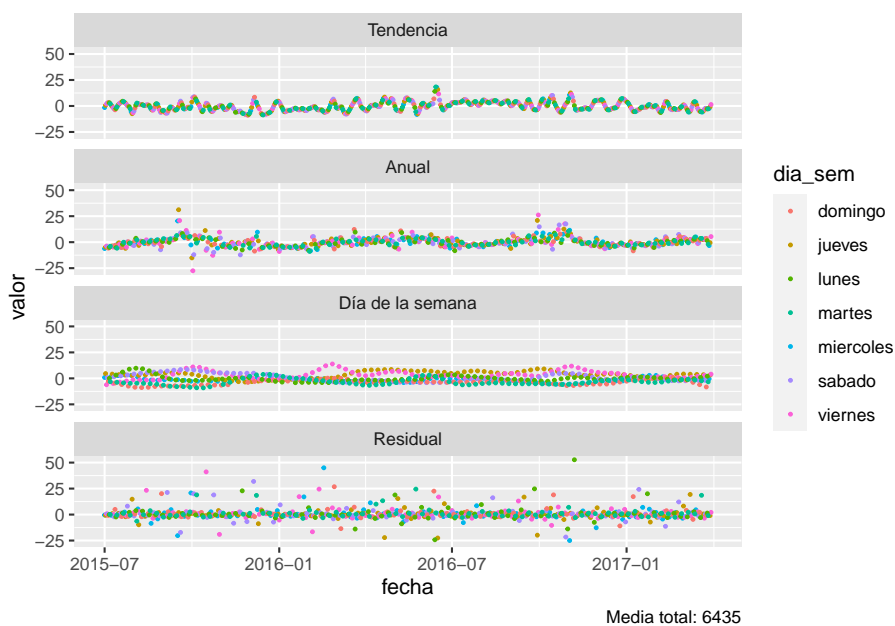 Tendencia
50
25
0
−25
Anual
50
25
0
−25
Día de la semana
50
25
0
−25
Residual
50
25
0
−25
2015−07
2016−01
2016−07
2017−01
fecha
valor
dia_sem
domingo
jueves
lunes
martes
miercoles
sabado
viernes
Media total: 6435